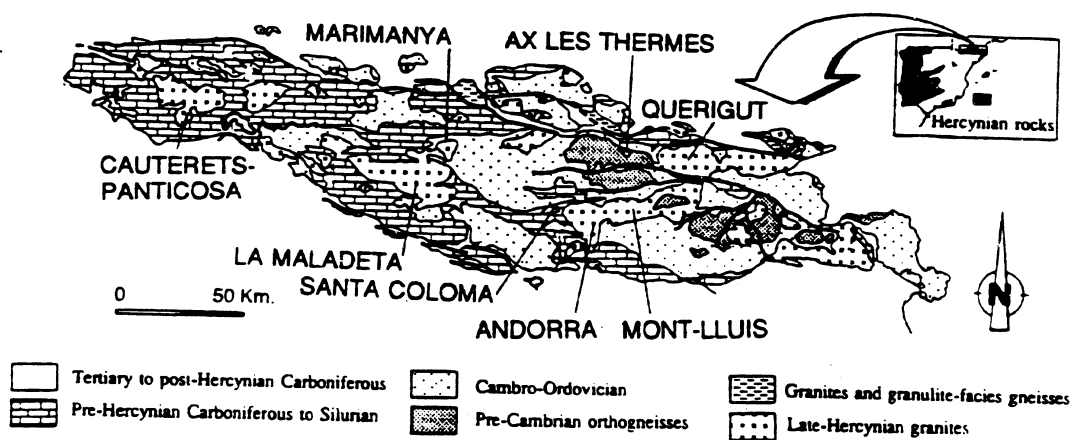 MARIMANYA
AX LES THERMES
QUERIGUT
Hercynian rocks
CAUTERETS-
PANTICOSA
LA MALADETA
SANTA COLOMA
0 50 Km.
ANDORRA MONT-LLUIS
N
Tertiary to post-Hercynian Carboniferous
Pre-Hercynian Carboniferous to Silurian
Cambro-Ordovician
Pre-Cambrian orthogneisses
Granites and granulite-facies gneisses
Late-Hercynian granites